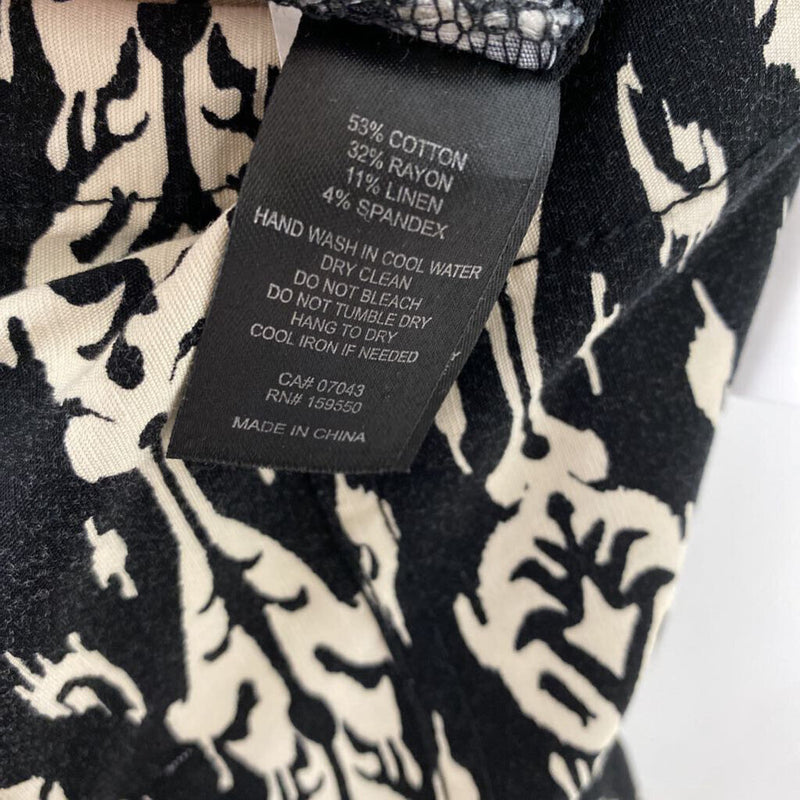 53% COTTON
32% RAYON
11% LINEN
4% SPANDEX
HAND WASH IN COOL WATER
DRY CLEAN
DO NOT BLEACH
DO NOT TUMBLE DRY
HANG TO DRY
COOL IRON IF NEEDED
CA# 07043
RN# 159550
MADE IN CHINA